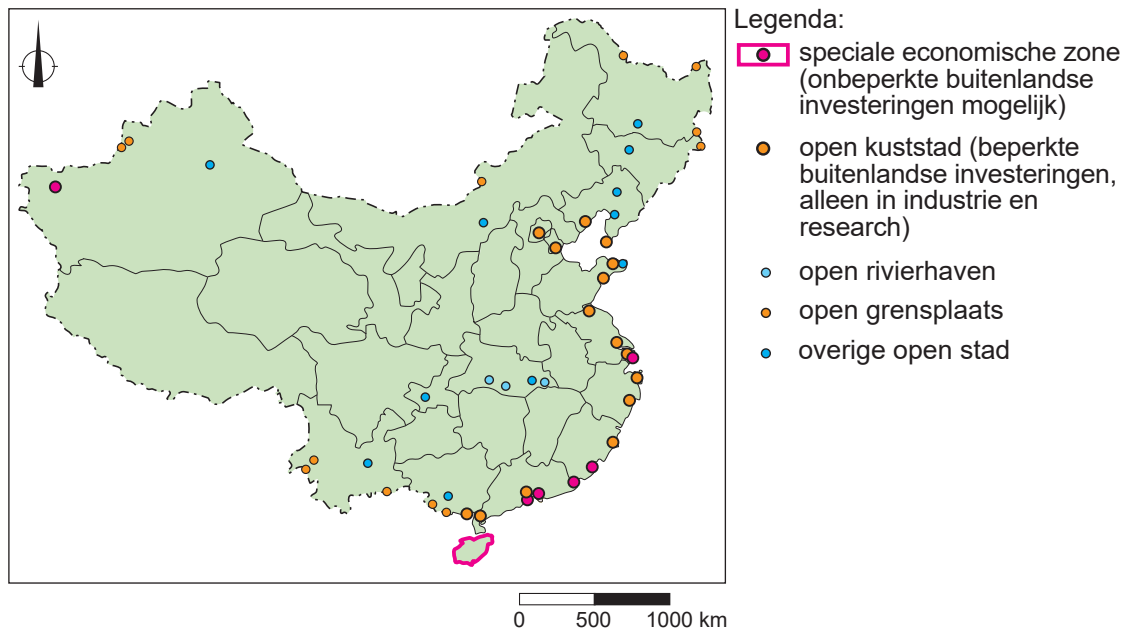 Legenda:
speciale economische zone
(onbeperkte buitenlandse
investeringen mogelijk)
open kuststad (beperkte
buitenlandse investeringen,
alleen in industrie en
research)
open rivierhaven
open grensplaats
overige open stad
0 500 1000 km